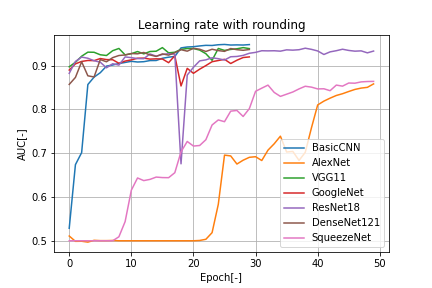 Learning rate with rounding
AUC[-]
0.9
0.8
0.7
0.6
0.5
0
10
20
30
40
50
Epoch[-]
BasicCNN
AlexNet
VGG11
GoogleNet
ResNet18
DenseNet121
SqueezeNet